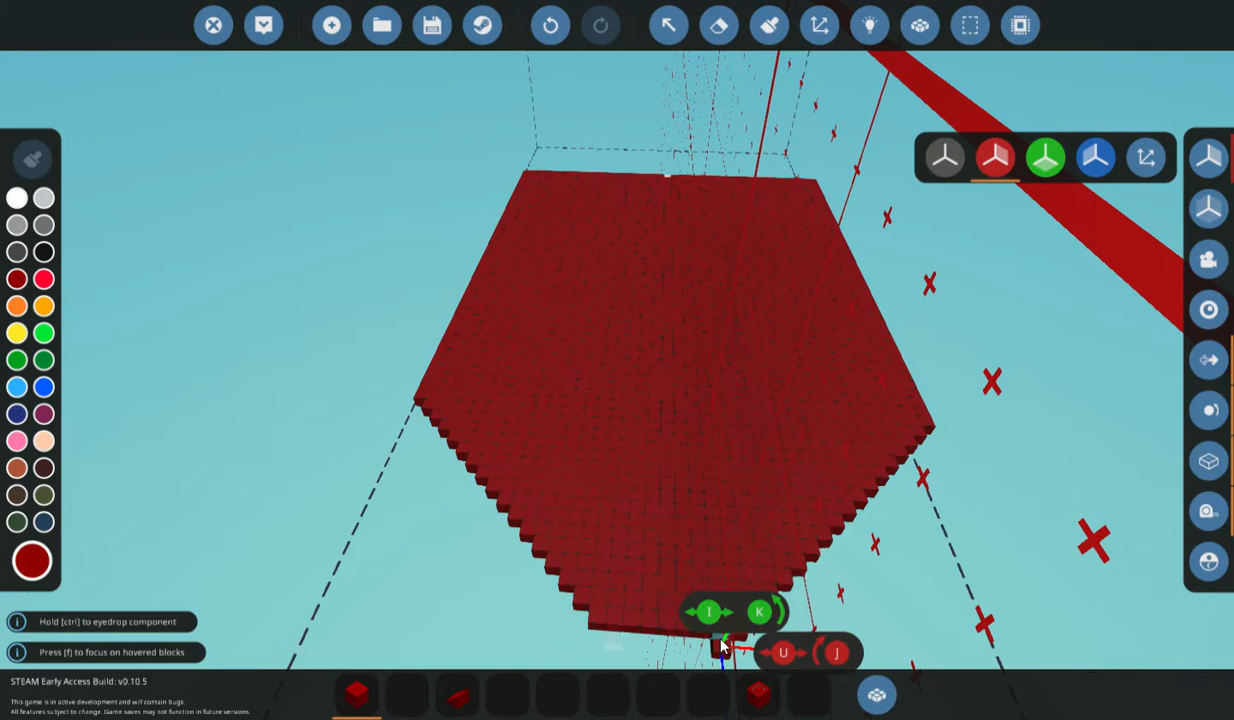 I K
U J
Hold [ctrl] to eyedrop component
Press [f] to focus on hovered blocks
STEAM Early Access Build: v0.10.5
This game is in active development and will contain bugs.
All features subject to change. Game saves may not function in future versions.